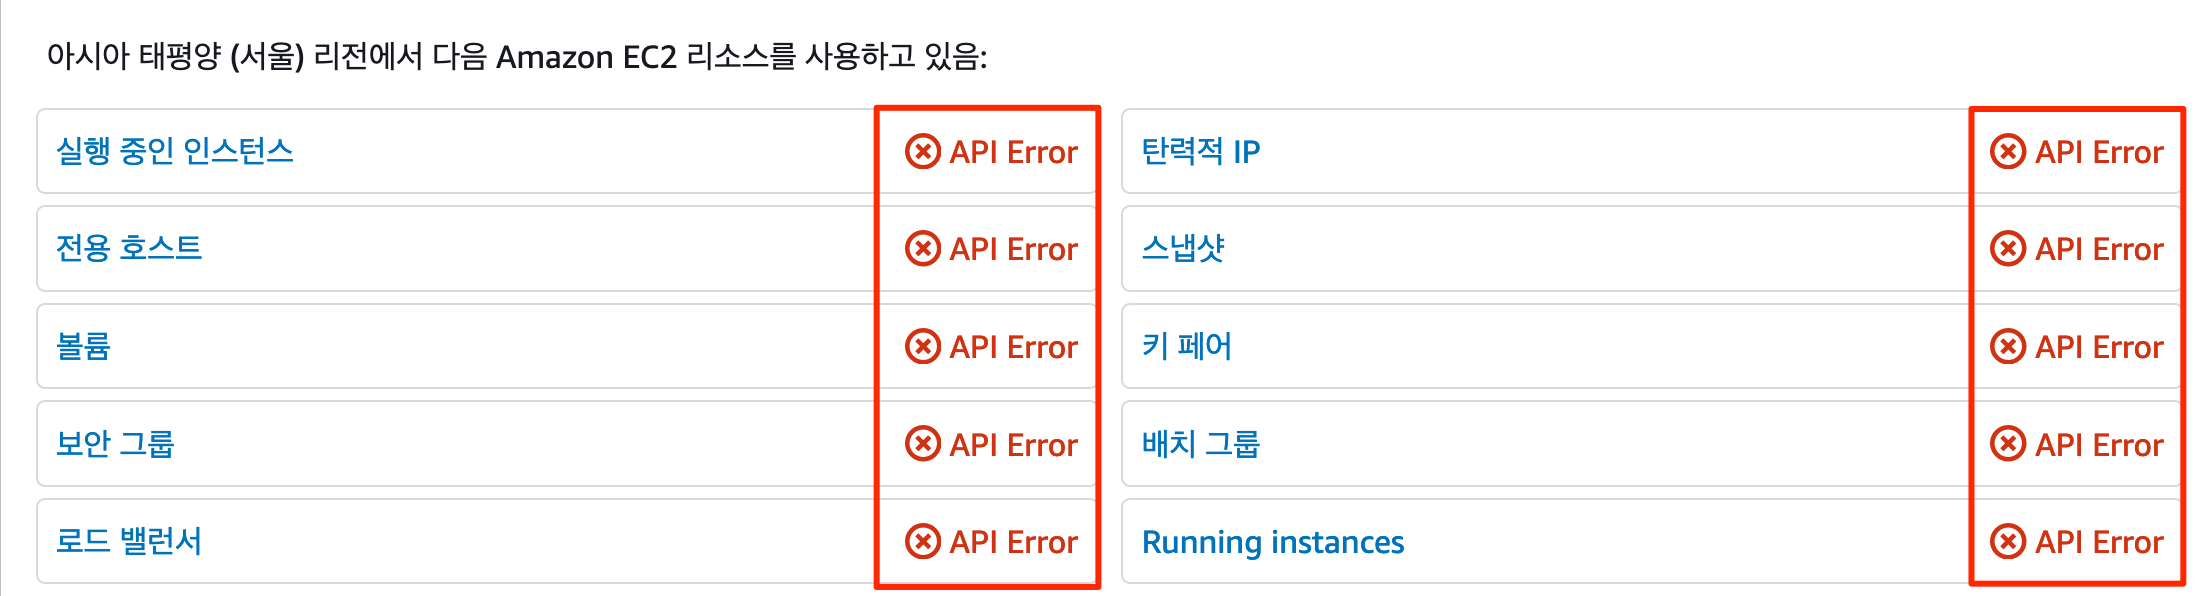 아시아 태평양 (서울) 리전에서 다음 Amazon EC2 리소스를 사용하고 있음:
실행 중인 인스턴스 API Error 탄력적 IP API Error
전용 호스트 API Error 스냅샷 API Error
볼륨 API Error 키 페어 API Error
보안 그룹 API Error 배치 그룹 API Error
로드 밸런서 API Error Running instances API Error